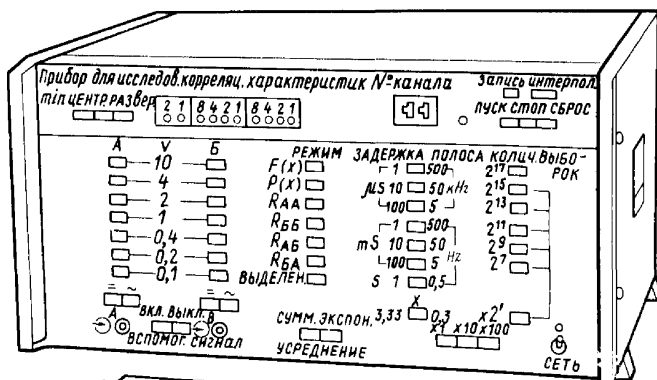 Прибор для исследов. корреляц. характеристик №канала
Запись интерпол.
min ЦЕНТР. РАЗВЕР.
2 1 8 4 2 1 8 4 2 1
ПУСК СТОП СБРОС
А V Б
10
4
2
1
0,4
0,2
0,1
= ~ = ~
А ВКЛ. ВЫКЛ. В
ВСПОМОГ. СИГНАЛ
РЕЖИМ
F(X)
P(X)
RАА
RББ
RАБ
RБА
ВЫДЕЛЕН.
СУММ. ЭКСПОН.
УСРЕДНЕНИЕ
ЗАДЕРЖКА ПОЛОСА
1 500
μS 10 50 кHz
100 5
1 500
mS 10 50
100 5 Hz
S 1 0,5
X
3,33 0,3
КОЛИЧ. ВЫБО-
РОК
2¹⁷
2¹⁵
2¹³
2¹¹
2⁹
2⁷
x2¹
x1 x10 x100
СЕТЬ